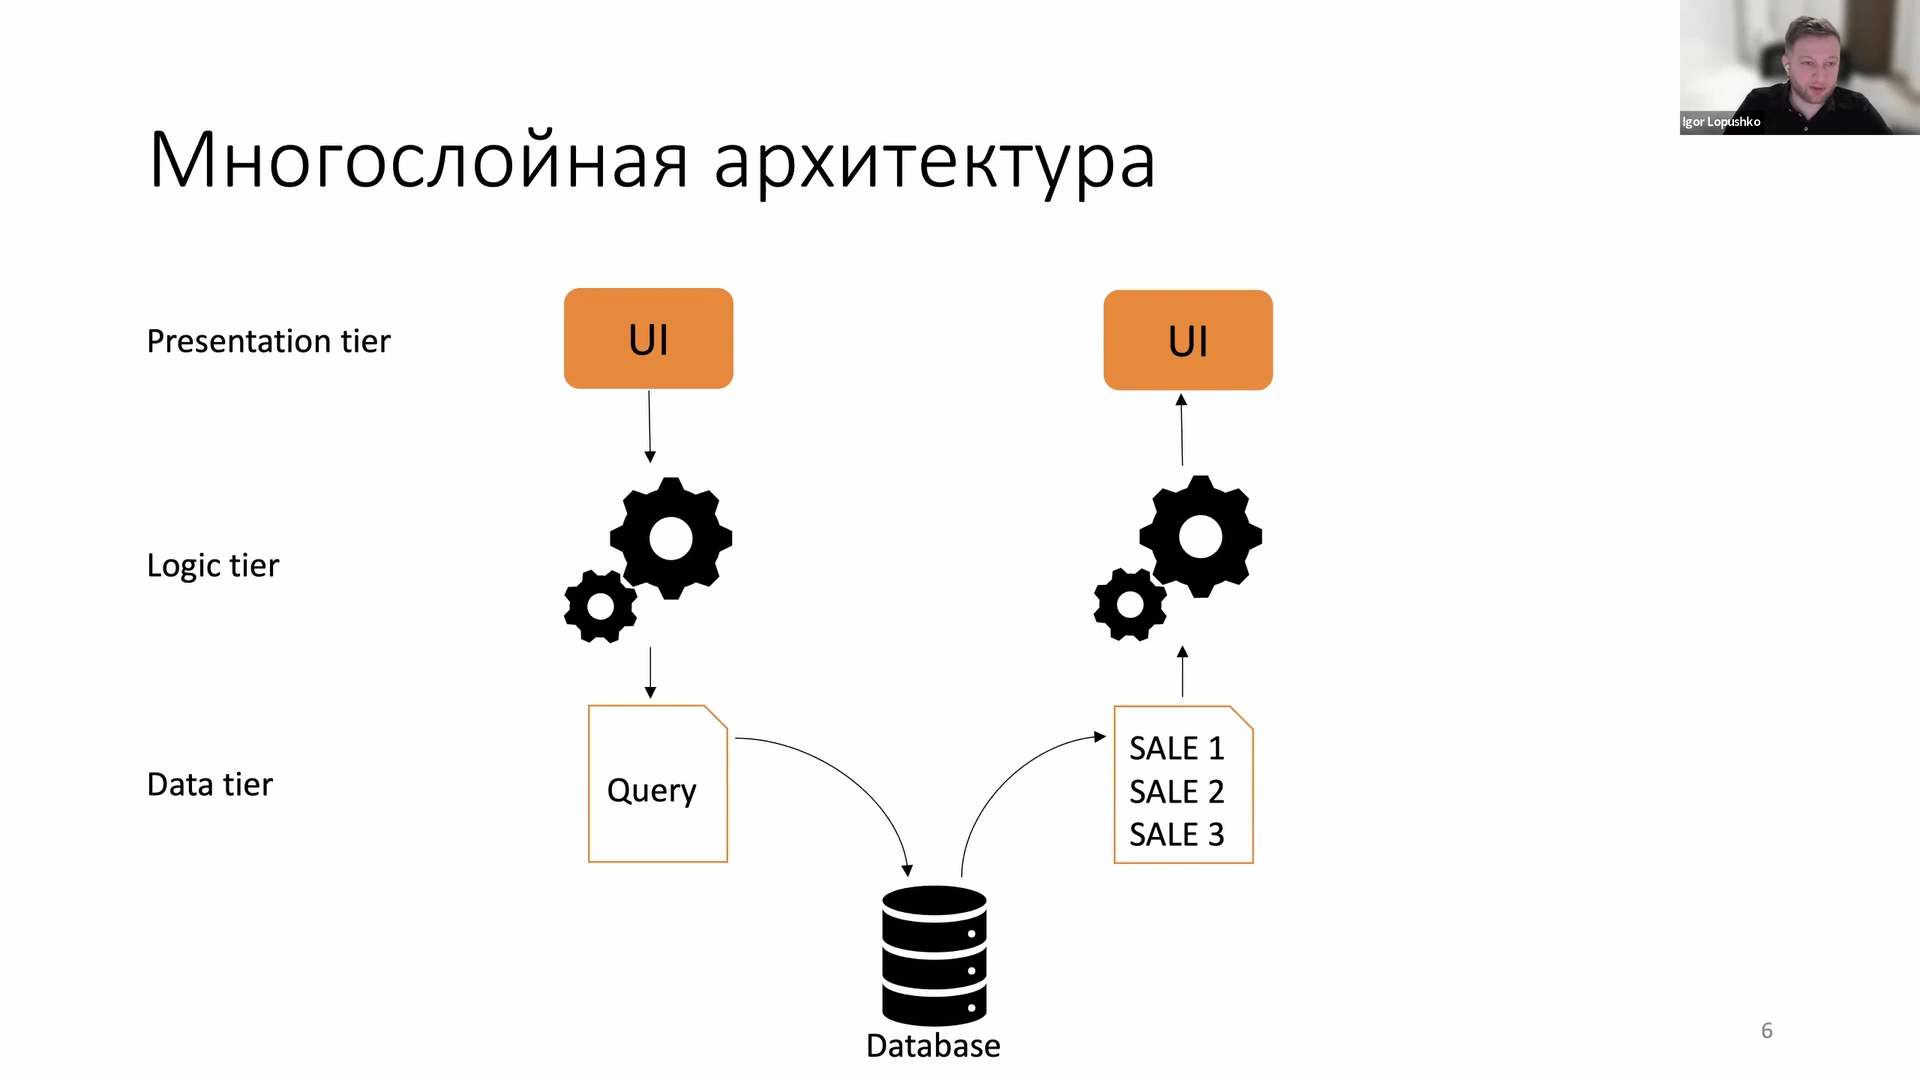 Igor Lopushko
Многослойная архитектура
Presentation tier
UI
UI
Logic tier
Data tier
Query
SALE 1
SALE 2
SALE 3
Database
6